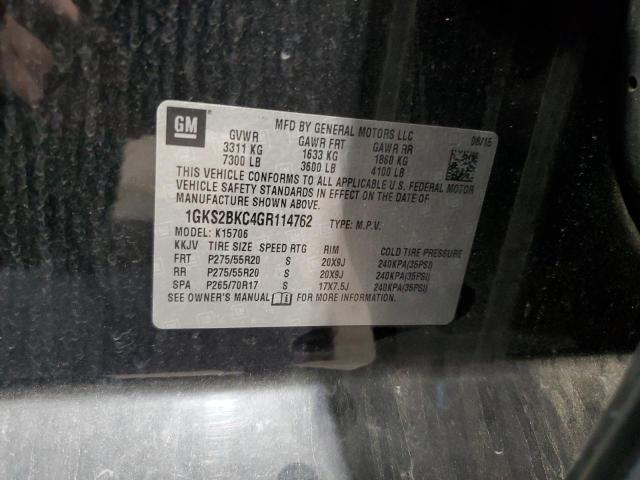 GM
MFD BY GENERAL MOTORS LLC
08/15
GVWR GAWR FRT GAWR RR
3311 KG 1633 KG 1860 KG
7300 LB 3600 LB 4100 LB
THIS VEHICLE CONFORMS TO ALL APPLICABLE U.S. FEDERAL MOTOR
VEHICLE SAFETY STANDARDS IN EFFECT ON THE DATE OF
MANUFACTURE SHOWN ABOVE.
1GKS2BKC4GR114762 TYPE: M.P.V.
MODEL: K15706
KKJV TIRE SIZE SPEED RTG RIM COLD TIRE PRESSURE
FRT P275/55R20 S 20X9J 240KPA(35PSI)
RR P275/55R20 S 20X9J 240KPA(35PSI)
SPA P265/70R17 S 17X7.5J 240KPA(35PSI)
SEE OWNER'S MANUAL FOR MORE INFORMATION.